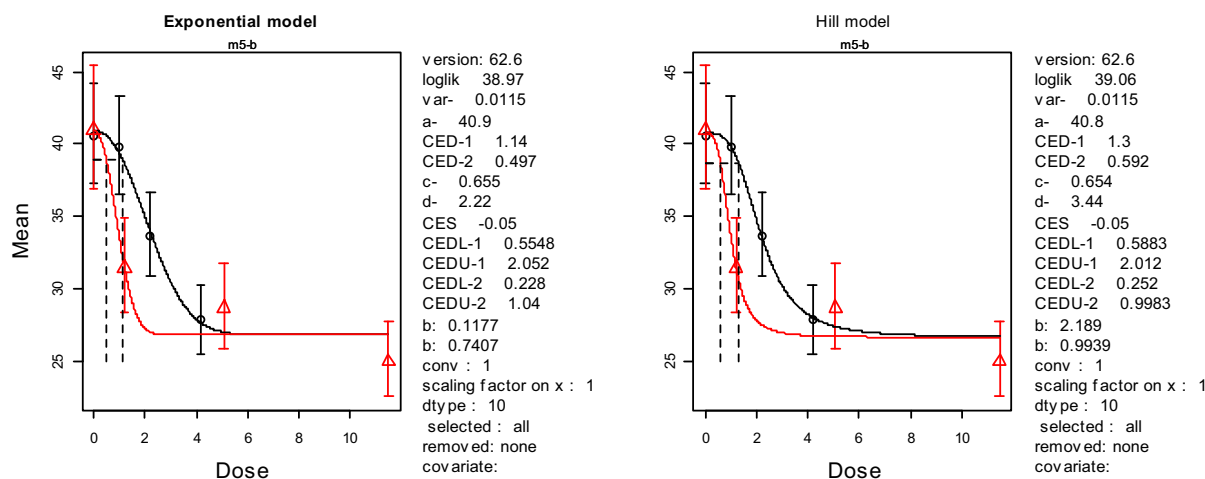 Exponential model
m5-b
Mean
45
40
35
30
25
0 2 4 6 8 10
Dose
version: 62.6
loglik 38.97
var- 0.0115
a- 40.9
CED-1 1.14
CED-2 0.497
c- 0.655
d- 2.22
CES -0.05
CEDL-1 0.5548
CEDU-1 2.052
CEDL-2 0.228
CEDU-2 1.04
b: 0.1177
b: 0.7407
conv : 1
scaling factor on x : 1
dtype : 10
selected : all
removed: none
covariate:
Hill model
m5-b
45
40
35
30
25
0 2 4 6 8 10
Dose
version: 62.6
loglik 39.06
var- 0.0115
a- 40.8
CED-1 1.3
CED-2 0.592
c- 0.654
d- 3.44
CES -0.05
CEDL-1 0.5883
CEDU-1 2.012
CEDL-2 0.252
CEDU-2 0.9983
b: 2.189
b: 0.9939
conv : 1
scaling factor on x : 1
dtype : 10
selected : all
removed: none
covariate: